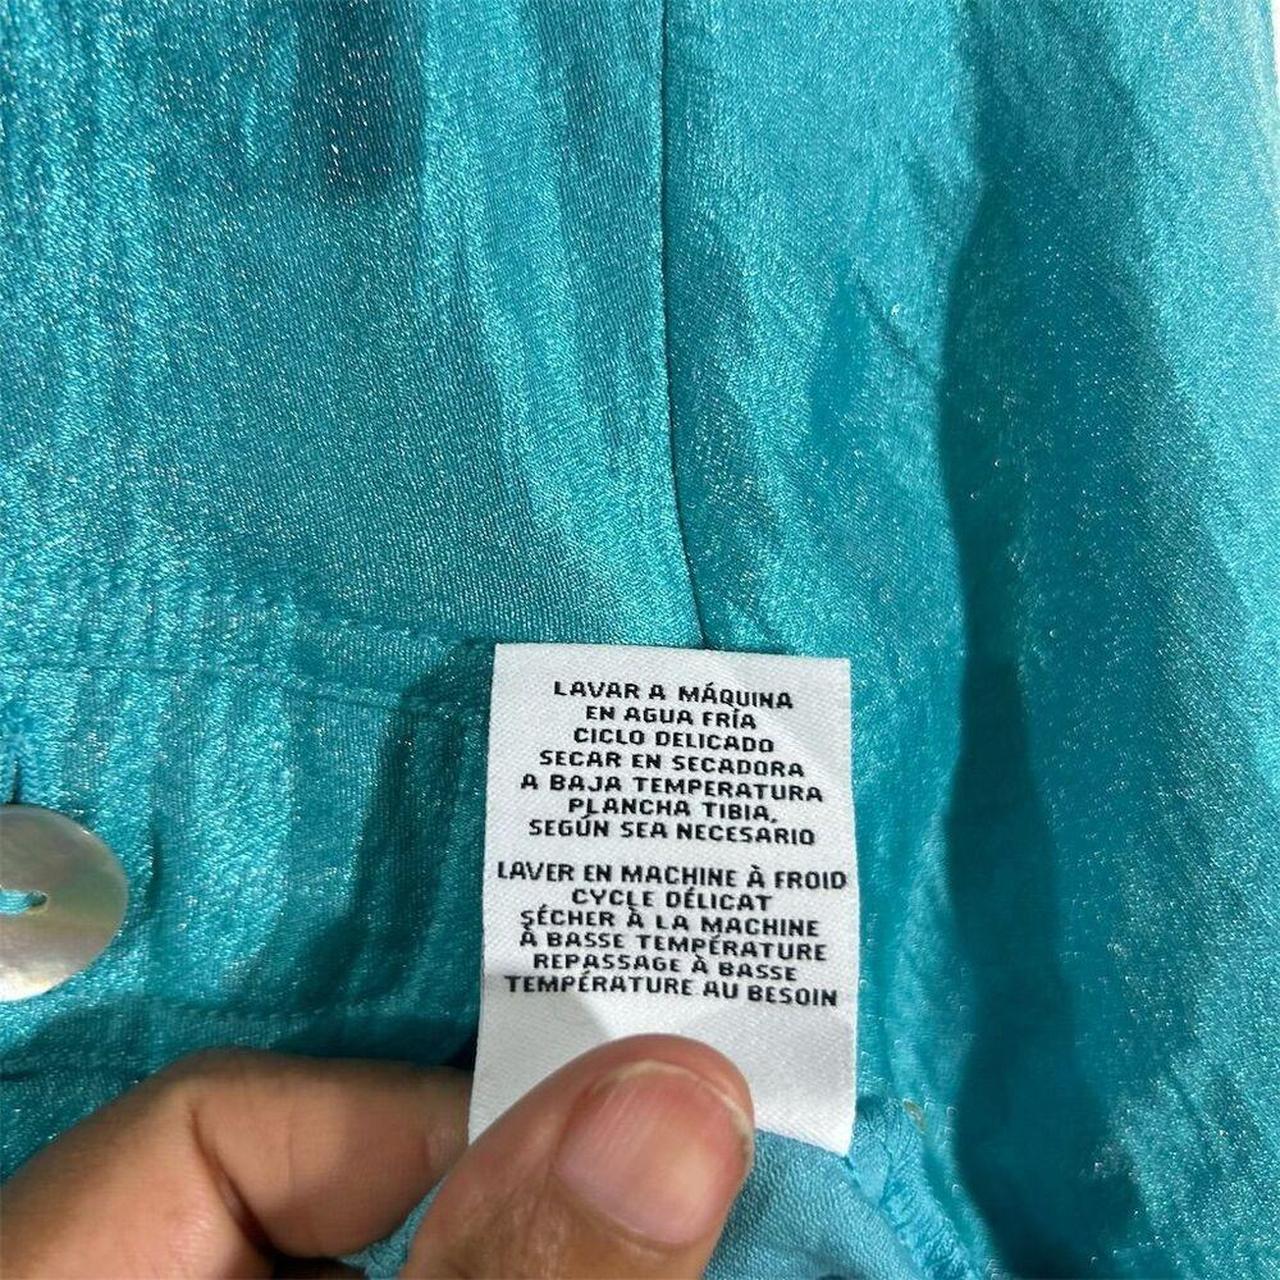 LAVAR A MÁQUINA
EN AGUA FRÍA
CICLO DELICADO
SECAR EN SECADORA
A BAJA TEMPERATURA
PLANCHA TIBIA,
SEGÚN SEA NECESARIO
LAVER EN MACHINE À FROID
CYCLE DÉLICAT
SÉCHER À LA MACHINE
À BASSE TEMPÉRATURE
REPASSAGE À BASSE
TEMPÉRATURE AU BESOIN